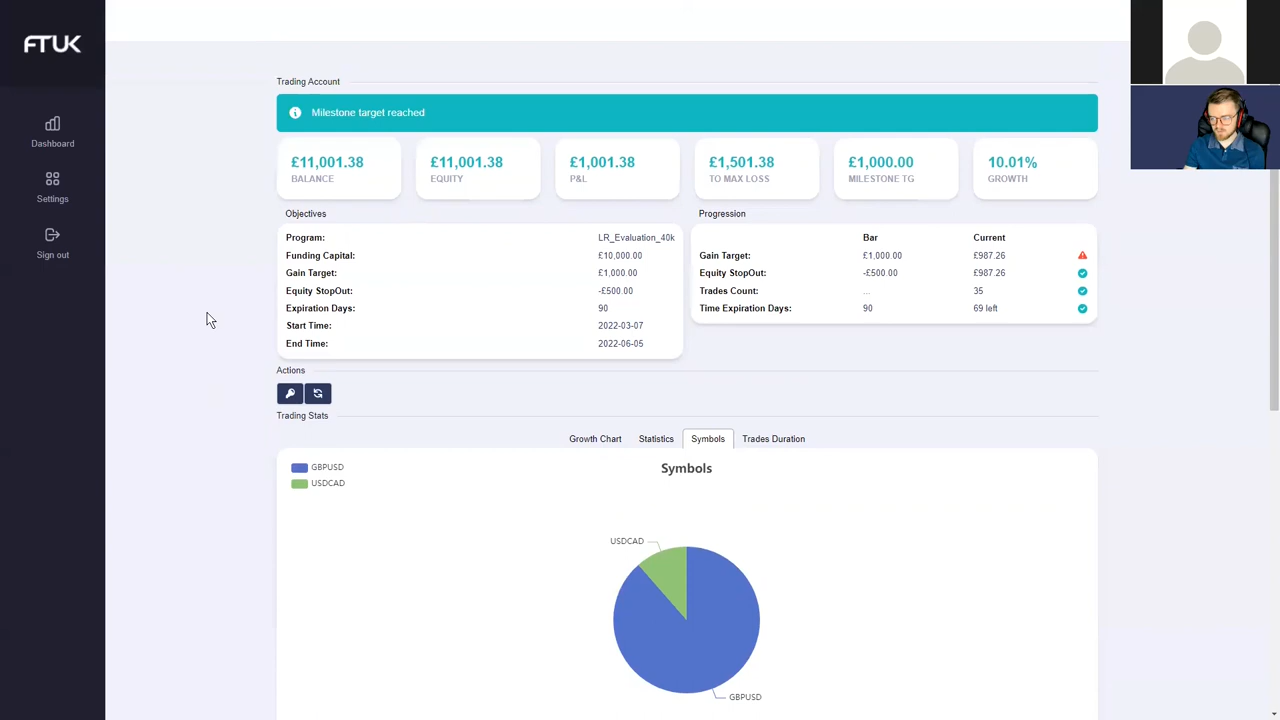 FTUK
Dashboard
Settings
Sign out
Trading Account
Milestone target reached
£11,001.38
BALANCE
£11,001.38
EQUITY
£1,001.38
P&L
£1,501.38
TO MAX LOSS
£1,000.00
MILESTONE TG
10.01%
GROWTH
Objectives
Program: LR_Evaluation_40k
Funding Capital: £10,000.00
Gain Target: £1,000.00
Equity StopOut: -£500.00
Expiration Days: 90
Start Time: 2022-03-07
End Time: 2022-06-05
Progression
Bar Current
Gain Target: £1,000.00 £987.26
Equity StopOut: -£500.00 £987.26
Trades Count: ... 35
Time Expiration Days: 90 69 left
Actions
Trading Stats
Growth Chart Statistics Symbols Trades Duration
Symbols
GBPUSD
USDCAD
USDCAD
GBPUSD